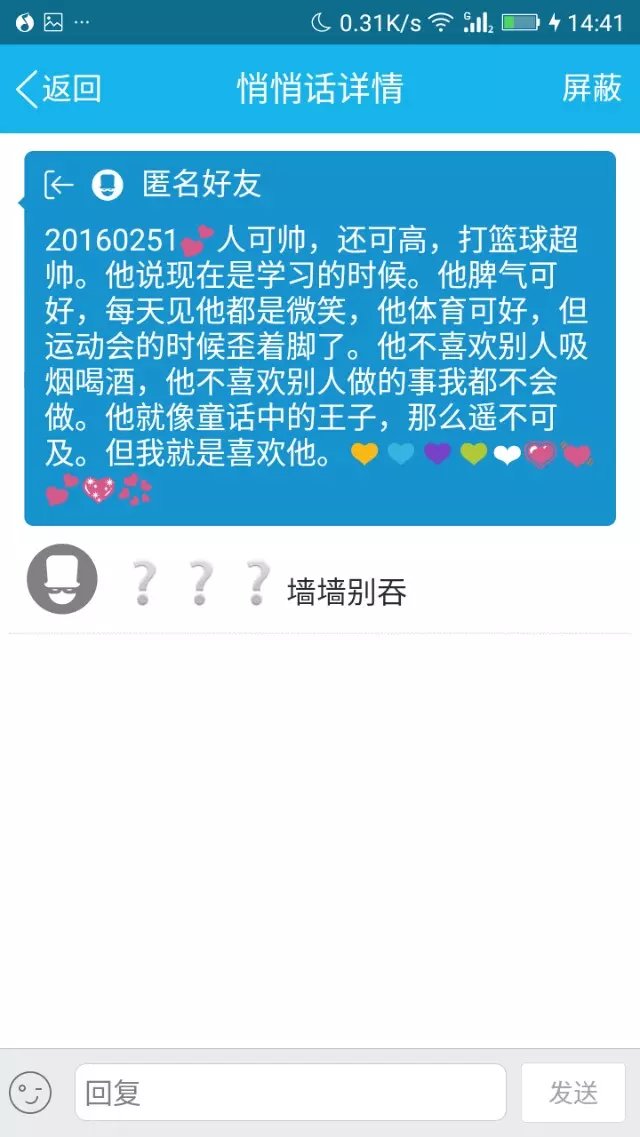 0.31K/s G 2 14:41
返回 悄悄话详情 屏蔽
匿名好友
20160251💕人可帅，还可高，打篮球超
帅。他说现在是学习的时候。他脾气可
好，每天见他都是微笑，他体育可好，但
运动会的时候歪着脚了。他不喜欢别人吸
烟喝酒，他不喜欢别人做的事我都不会
做。他就像童话中的王子，那么遥不可
及。但我就是喜欢他。💛💙💜💚❤💗💘
💕💖💞
❔❔❔墙墙别吞
回复 发送